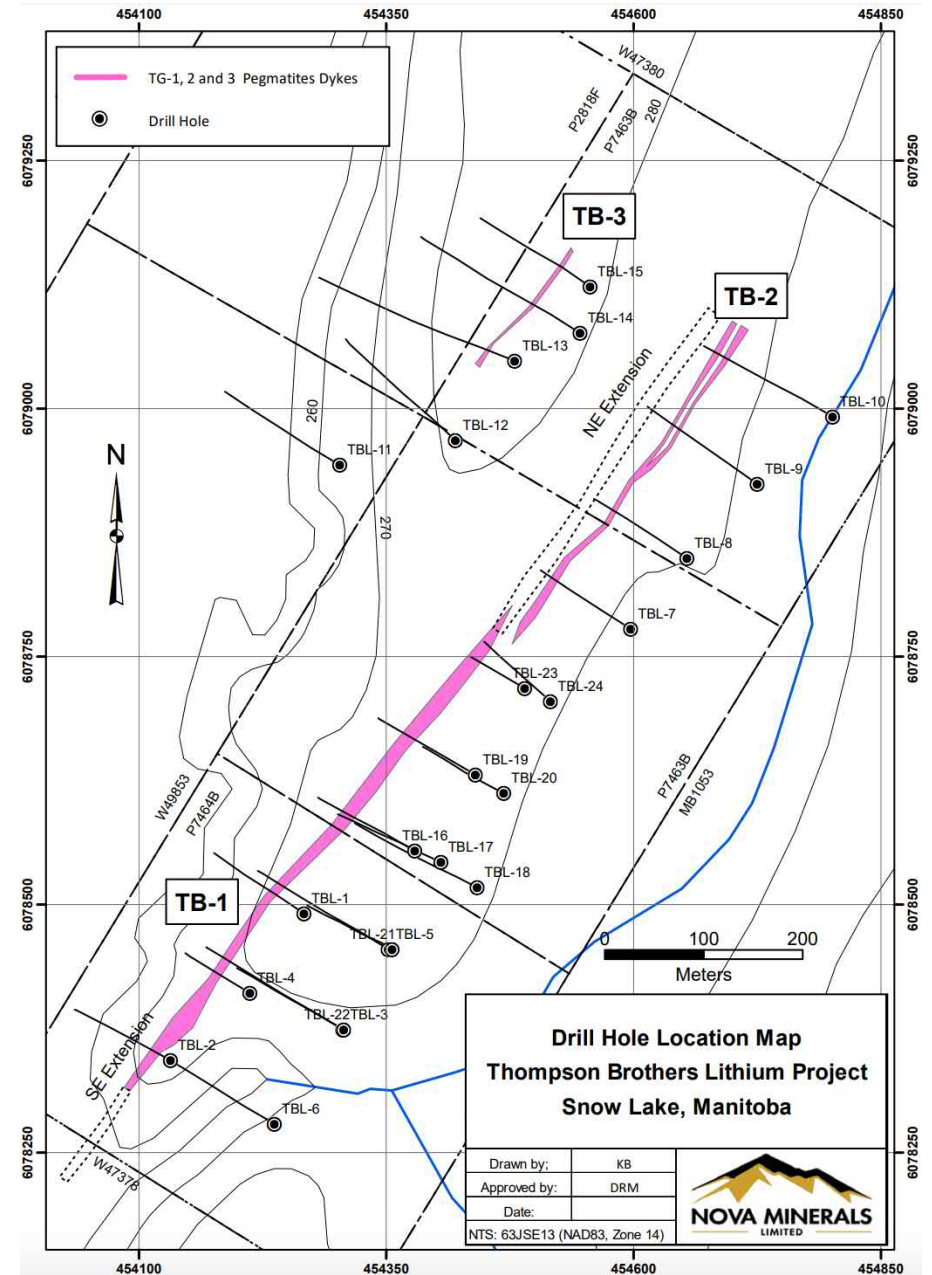 454100 454350 454600 454850
TG-1, 2 and 3 Pegmatites Dykes
Drill Hole
W47380
P2818F
P7463B
280
6079250
6079250
TB-3
TBL-15
TB-2
TBL-14
TBL-13
NE Extension
6079000
6079000
260
TBL-10
TBL-12
TBL-11
N
TBL-9
270
TBL-8
TBL-7
6078750
6078750
TBL-23
TBL-24
TBL-19
TBL-20
W49853
P7464B
P7463B
MB1053
TBL-16
TBL-17
TBL-18
TB-1
6078500
6078500
TBL-1
TBL-21TBL-5
0 100 200
Meters
TBL-4
TBL-22TBL-3
SE Extension
TBL-2
TBL-6
W47378
6078250
6078250
Drill Hole Location Map
Thompson Brothers Lithium Project
Snow Lake, Manitoba
Drawn by; KB
Approved by: DRM
Date:
NTS: 63JSE13 (NAD83, Zone 14)
NOVA MINERALS
LIMITED
454100 454350 454600 454850